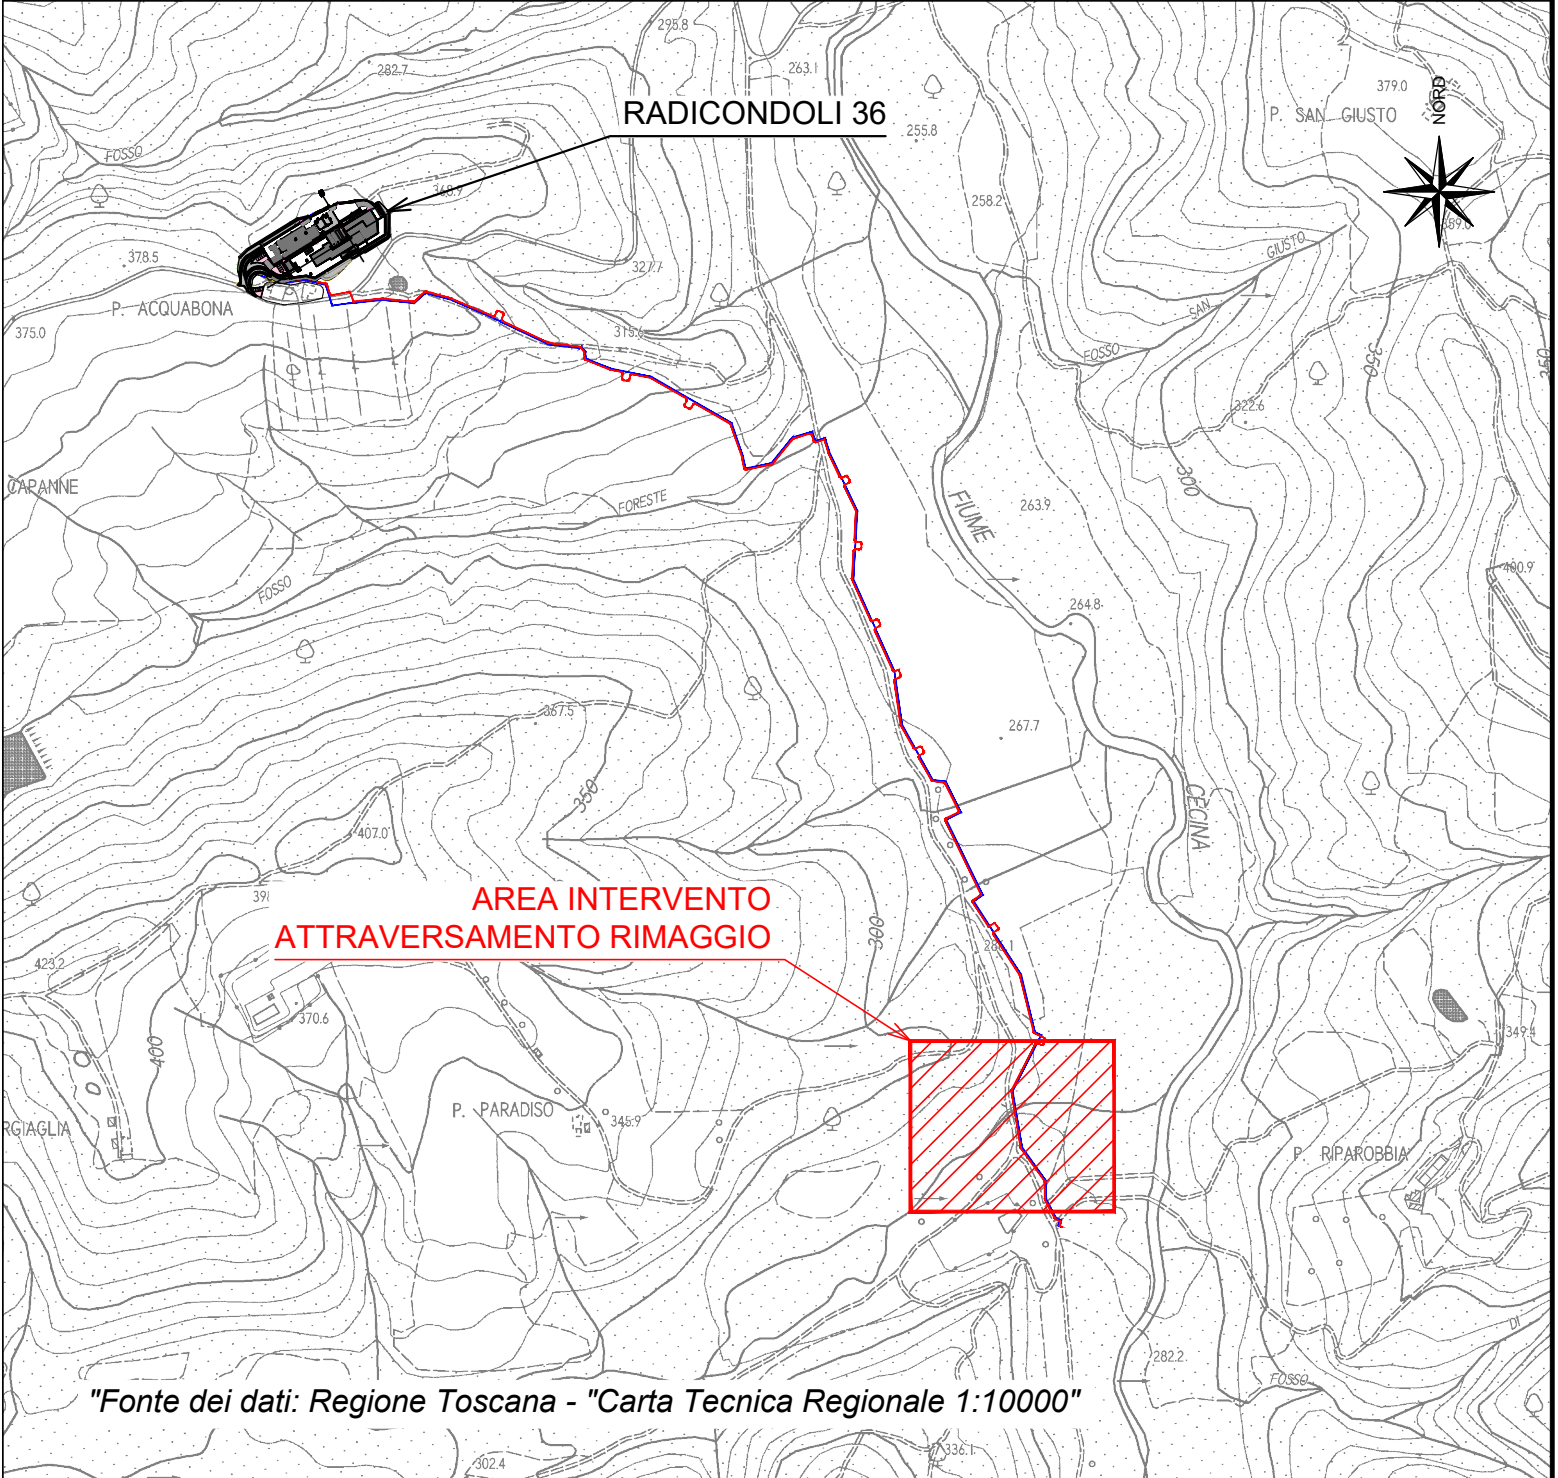 295.8
282.7
263.1
379.0
NORD
RADICONDOLI 36
P. SAN GIUSTO
255.8
FOSSO
368.9
258.2
GIUSTO
378.5
327.7
P. ACQUABONA
SAN
375.0
315.6
FOSSO
350
350
322.6
300
CAPANNE
FORESTE
263.9
FIUME
400.9
FOSSO
264.8
367.5
267.7
350
CECINA
407.0
AREA INTERVENTO
ATTRAVERSAMENTO RIMAGGIO
300
423.2
370.6
349.4
400
P. PARADISO
345.9
RGIAGLIA
P. RIPAROBBIA
DI
282.2
FOSSO
"Fonte dei dati: Regione Toscana - "Carta Tecnica Regionale 1:10000"
336.1
302.4